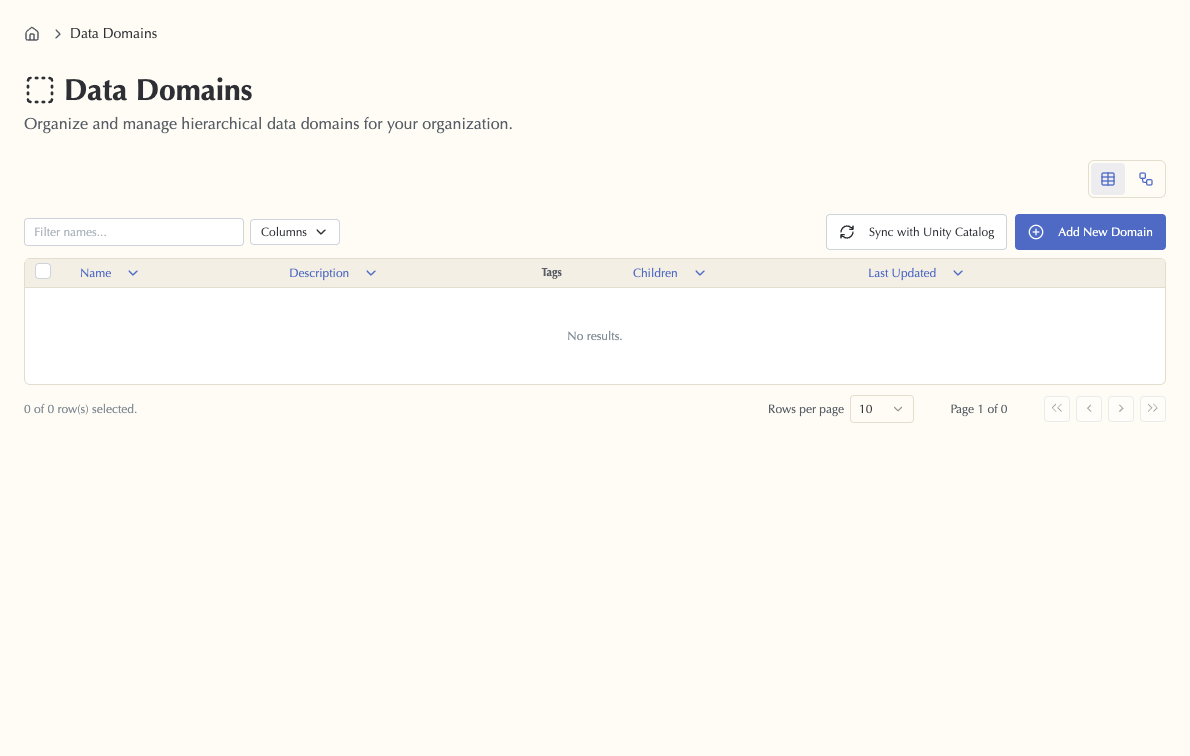 Data Domains
Data Domains
Organize and manage hierarchical data domains for your organization.
Filter names...
Columns
Sync with Unity Catalog
Add New Domain
Name
Description
Tags
Children
Last Updated
No results.
0 of 0 row(s) selected.
Rows per page
10
Page 1 of 0